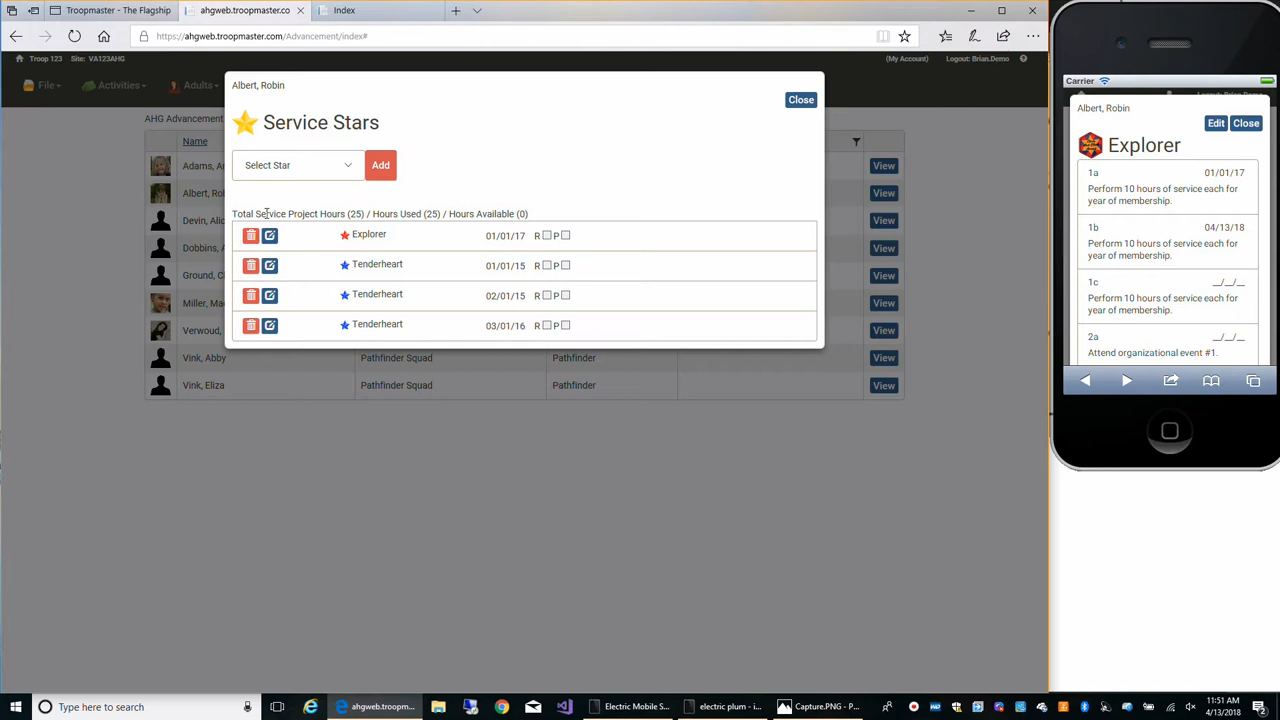 Troopmaster - The Flagship
ahgweb.troopmaster.co
Index
https://ahgweb.troopmaster.com/Advancement/index#
Troop 123 Site: VA123AHG
(My Account) Logout: Brian.Demo
File
Activities
Adults
AHG Advancement
Name
Adams, A
Albert, Ro
Devin, Alic
Dobbins,
Ground, C
Miller, Ma
Verwoud,
Vink, Abby Pathfinder Squad Pathfinder View
Vink, Eliza Pathfinder Squad Pathfinder View
View
View
View
View
View
View
View
Albert, Robin
Close
Service Stars
Select Star
Add
Total Service Project Hours (25) / Hours Used (25) / Hours Available (0)
Explorer 01/01/17 R P
Tenderheart 01/01/15 R P
Tenderheart 02/01/15 R P
Tenderheart 03/01/16 R P
Carrier
Albert, Robin
Edit Close
Explorer
1a 01/01/17
Perform 10 hours of service each for
year of membership.
1b 04/13/18
Perform 10 hours of service each for
year of membership.
1c __/__/__
Perform 10 hours of service each for
year of membership.
2a __/__/__
Attend organizational event #1.
Type here to search
ahgweb.troopm...
Electric Mobile S...
electric plum - i...
Capture.PNG - P...
11:51 AM
4/13/2018